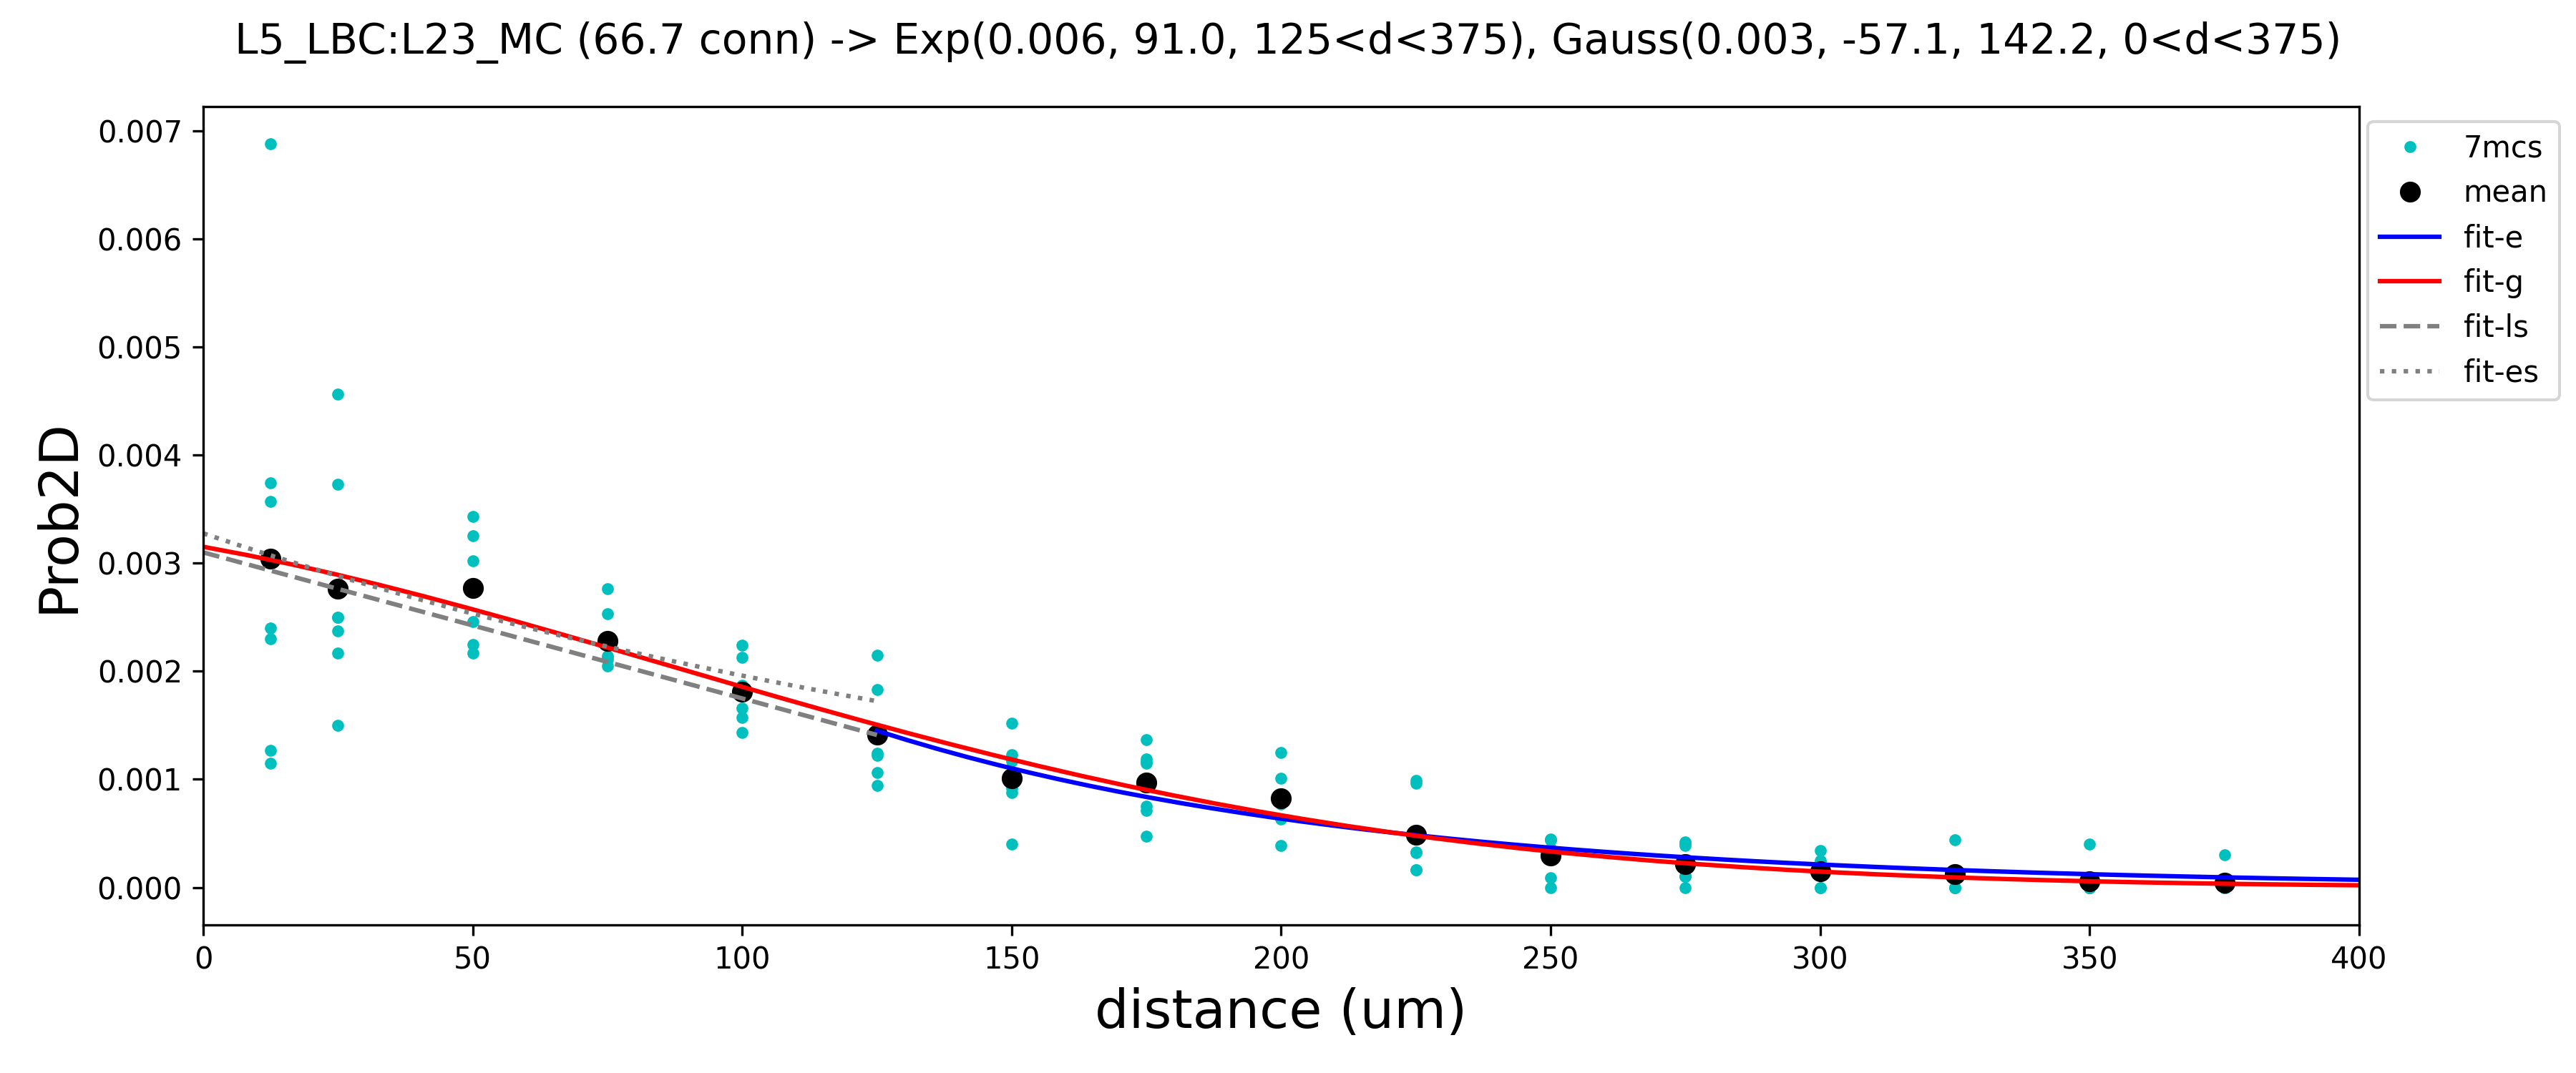 L5_LBC:L23_MC (66.7 conn) -> Exp(0.006, 91.0, 125<d<375), Gauss(0.003, -57.1, 142.2, 0<d<375)
0.007
0.006
0.005
0.004
0.003
0.002
0.001
0.000
Prob2D
0 50 100 150 200 250 300 350 400
distance (um)
7mcs
mean
fit-e
fit-g
fit-ls
fit-es